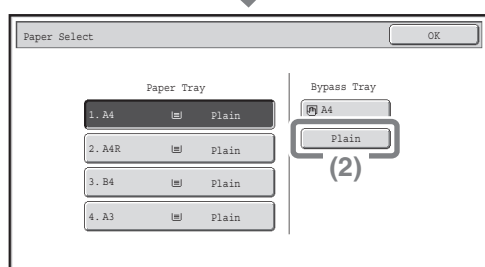 Paper Select
OK
Paper Tray
1. A4 Plain
2. A4R Plain
3. B4 Plain
4. A3 Plain
Bypass Tray
A4
Plain
(2)